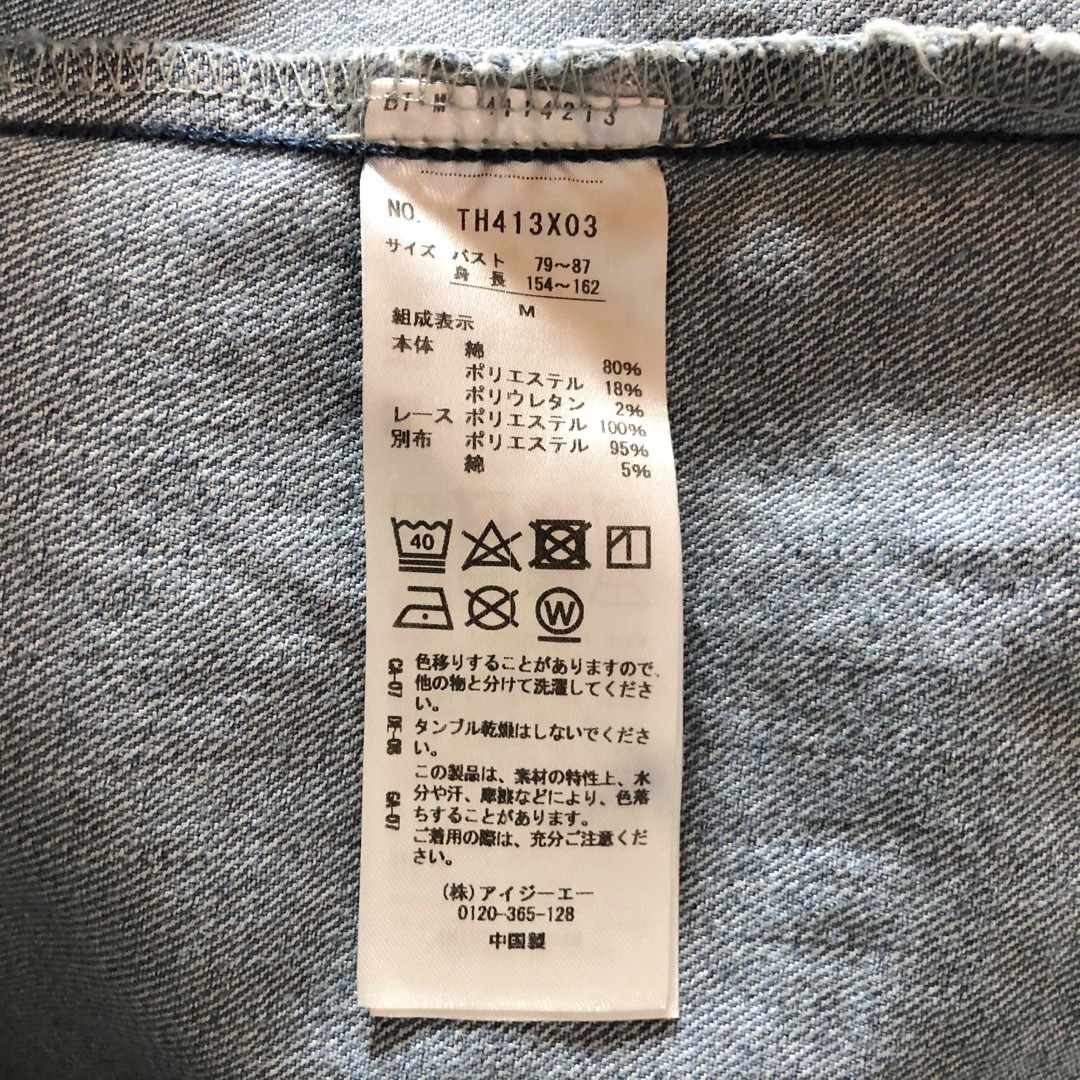 NO. TH413X03
サイズ バスト 79～87
身長 154～162
M
組成表示
本体 綿 80%
ポリエステル 18%
ポリウレタン 2%
レース ポリエステル 100%
別布 ポリエステル 95%
綿 5%
40
W
色移りすることがありますので、
他の物と分けて洗濯してくださ
い。
タンブル乾燥はしないでくださ
い。
この製品は、素材の特性上、水
分や汗、摩擦などにより、色落
ちすることがあります。
ご着用の際は、充分ご注意くだ
さい。
(株)アイジーエー
0120-365-128
中国製